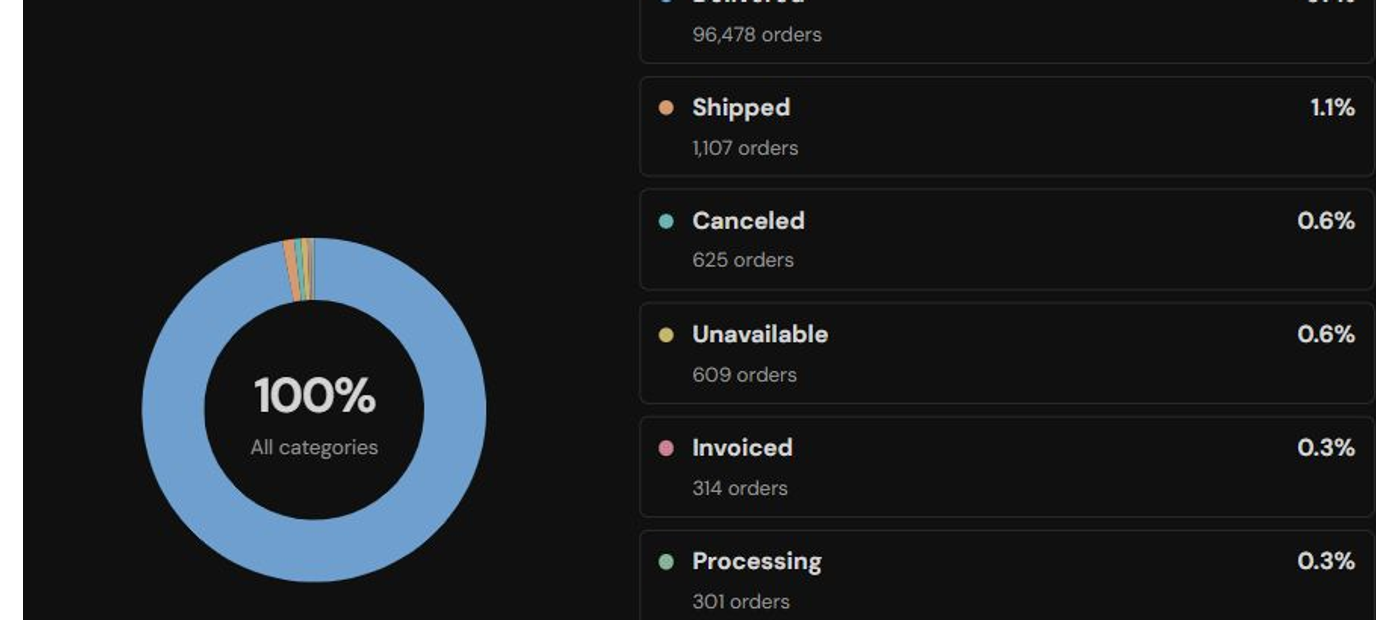 96,478 orders
Shipped 1.1%
1,107 orders
Canceled 0.6%
625 orders
Unavailable 0.6%
609 orders
Invoiced 0.3%
314 orders
Processing 0.3%
301 orders
100%
All categories